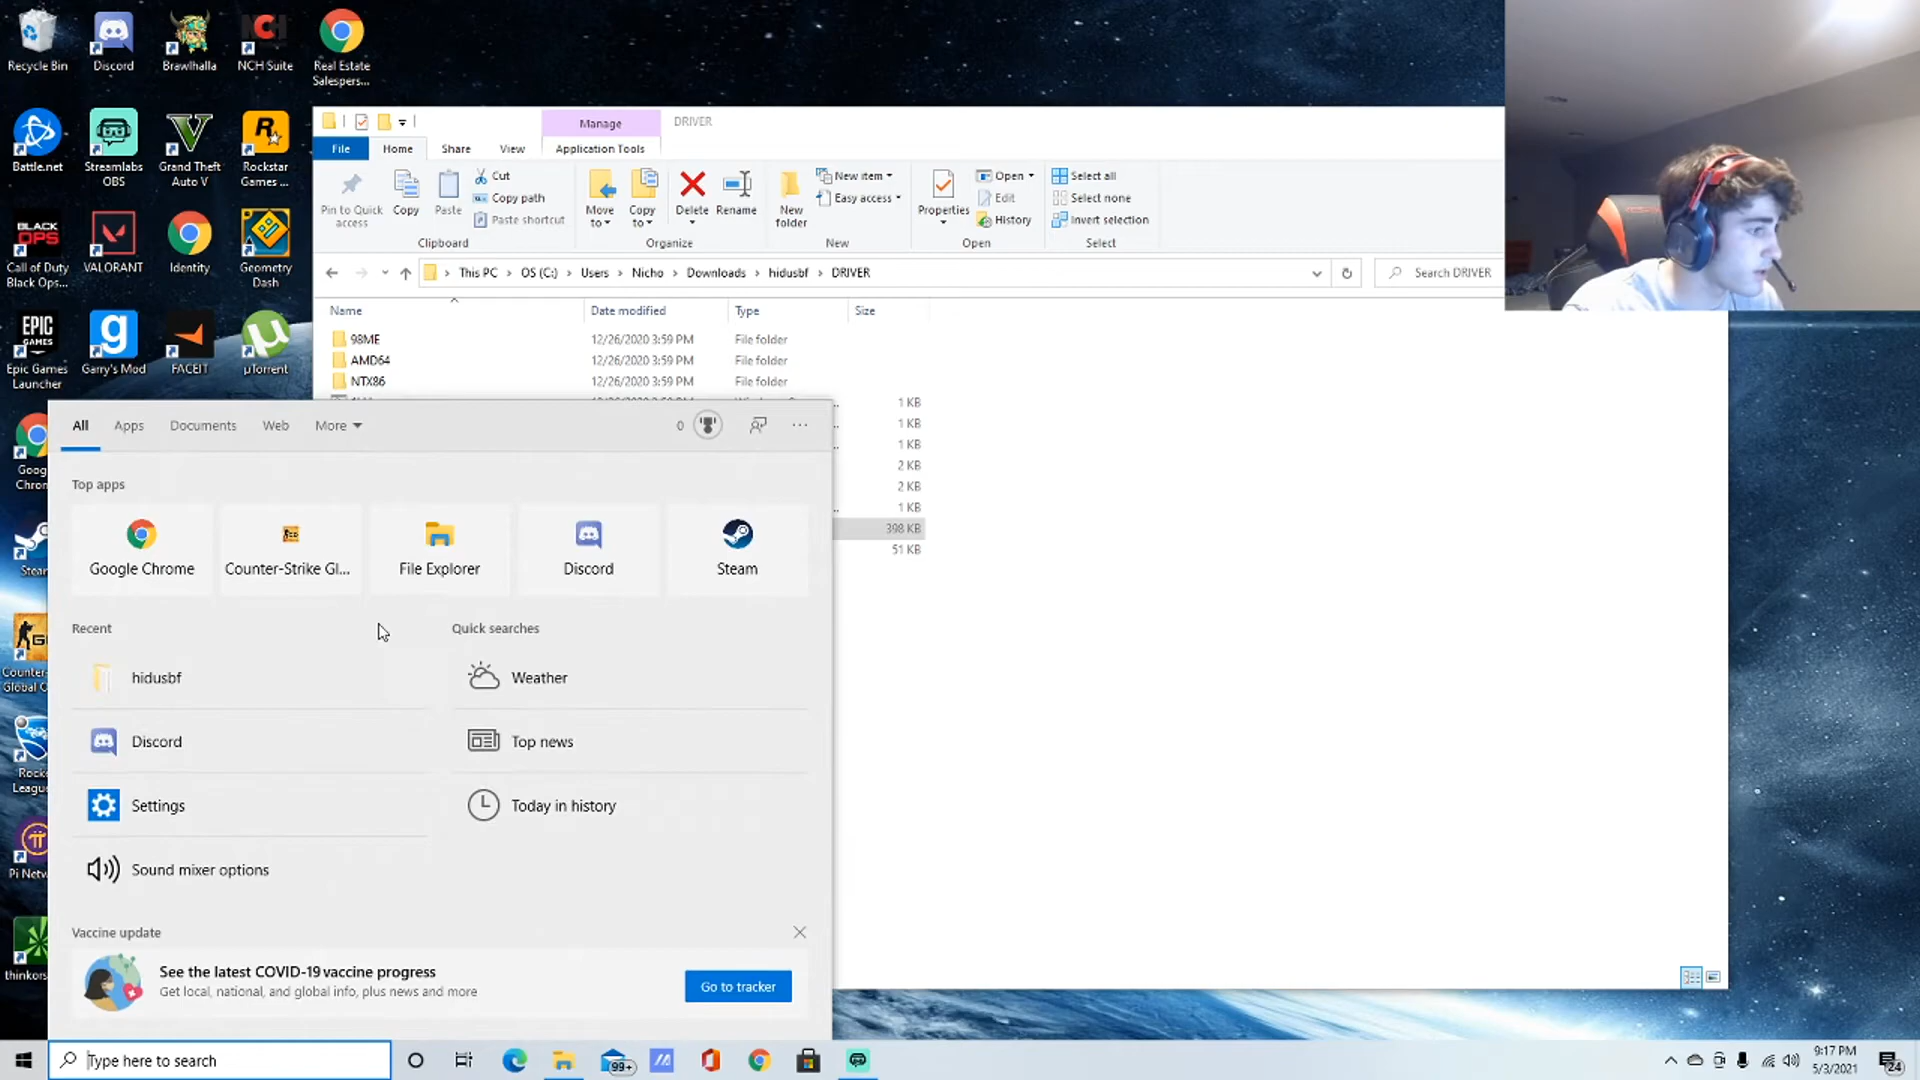 Recycle Bin
Discord
Brawlhalla
NCH
NCH Suite
Real Estate Salespers...
Battle.net
Streamlabs OBS
Grand Theft Auto V
Rockstar Games ...
BLACK OPS
Call of Duty Black Ops...
VALORANT
Identity
Geometry Dash
EPIC GAMES
Epic Games Launcher
Garry's Mod
FACEIT
µTorrent
Manage
DRIVER
File
Home
Share
View
Application Tools
Pin to Quick access
Copy
Paste
Cut
Copy path
Paste shortcut
Clipboard
Move to
Copy to
Delete
Rename
Organize
New folder
New item
Easy access
New
Properties
Open
Edit
History
Open
Select all
Select none
Invert selection
Select
This PC > OS (C:) > Users > Nicho > Downloads > hidusbf > DRIVER
Search DRIVER
Name Date modified Type Size
98ME 12/26/2020 3:59 PM File folder
AMD64 12/26/2020 3:59 PM File folder
NTX86 12/26/2020 3:59 PM File folder
1 KB
1 KB
1 KB
2 KB
2 KB
1 KB
398 KB
51 KB
All Apps Documents Web More
0
Top apps
Google Chrome
Counter-Strike Gl...
File Explorer
Discord
Steam
Recent
hidusbf
Discord
Settings
Sound mixer options
Quick searches
Weather
Top news
Today in history
Vaccine update
See the latest COVID-19 vaccine progress
Get local, national, and global info, plus news and more
Go to tracker
Type here to search
99+
9:17 PM
5/3/2021
24